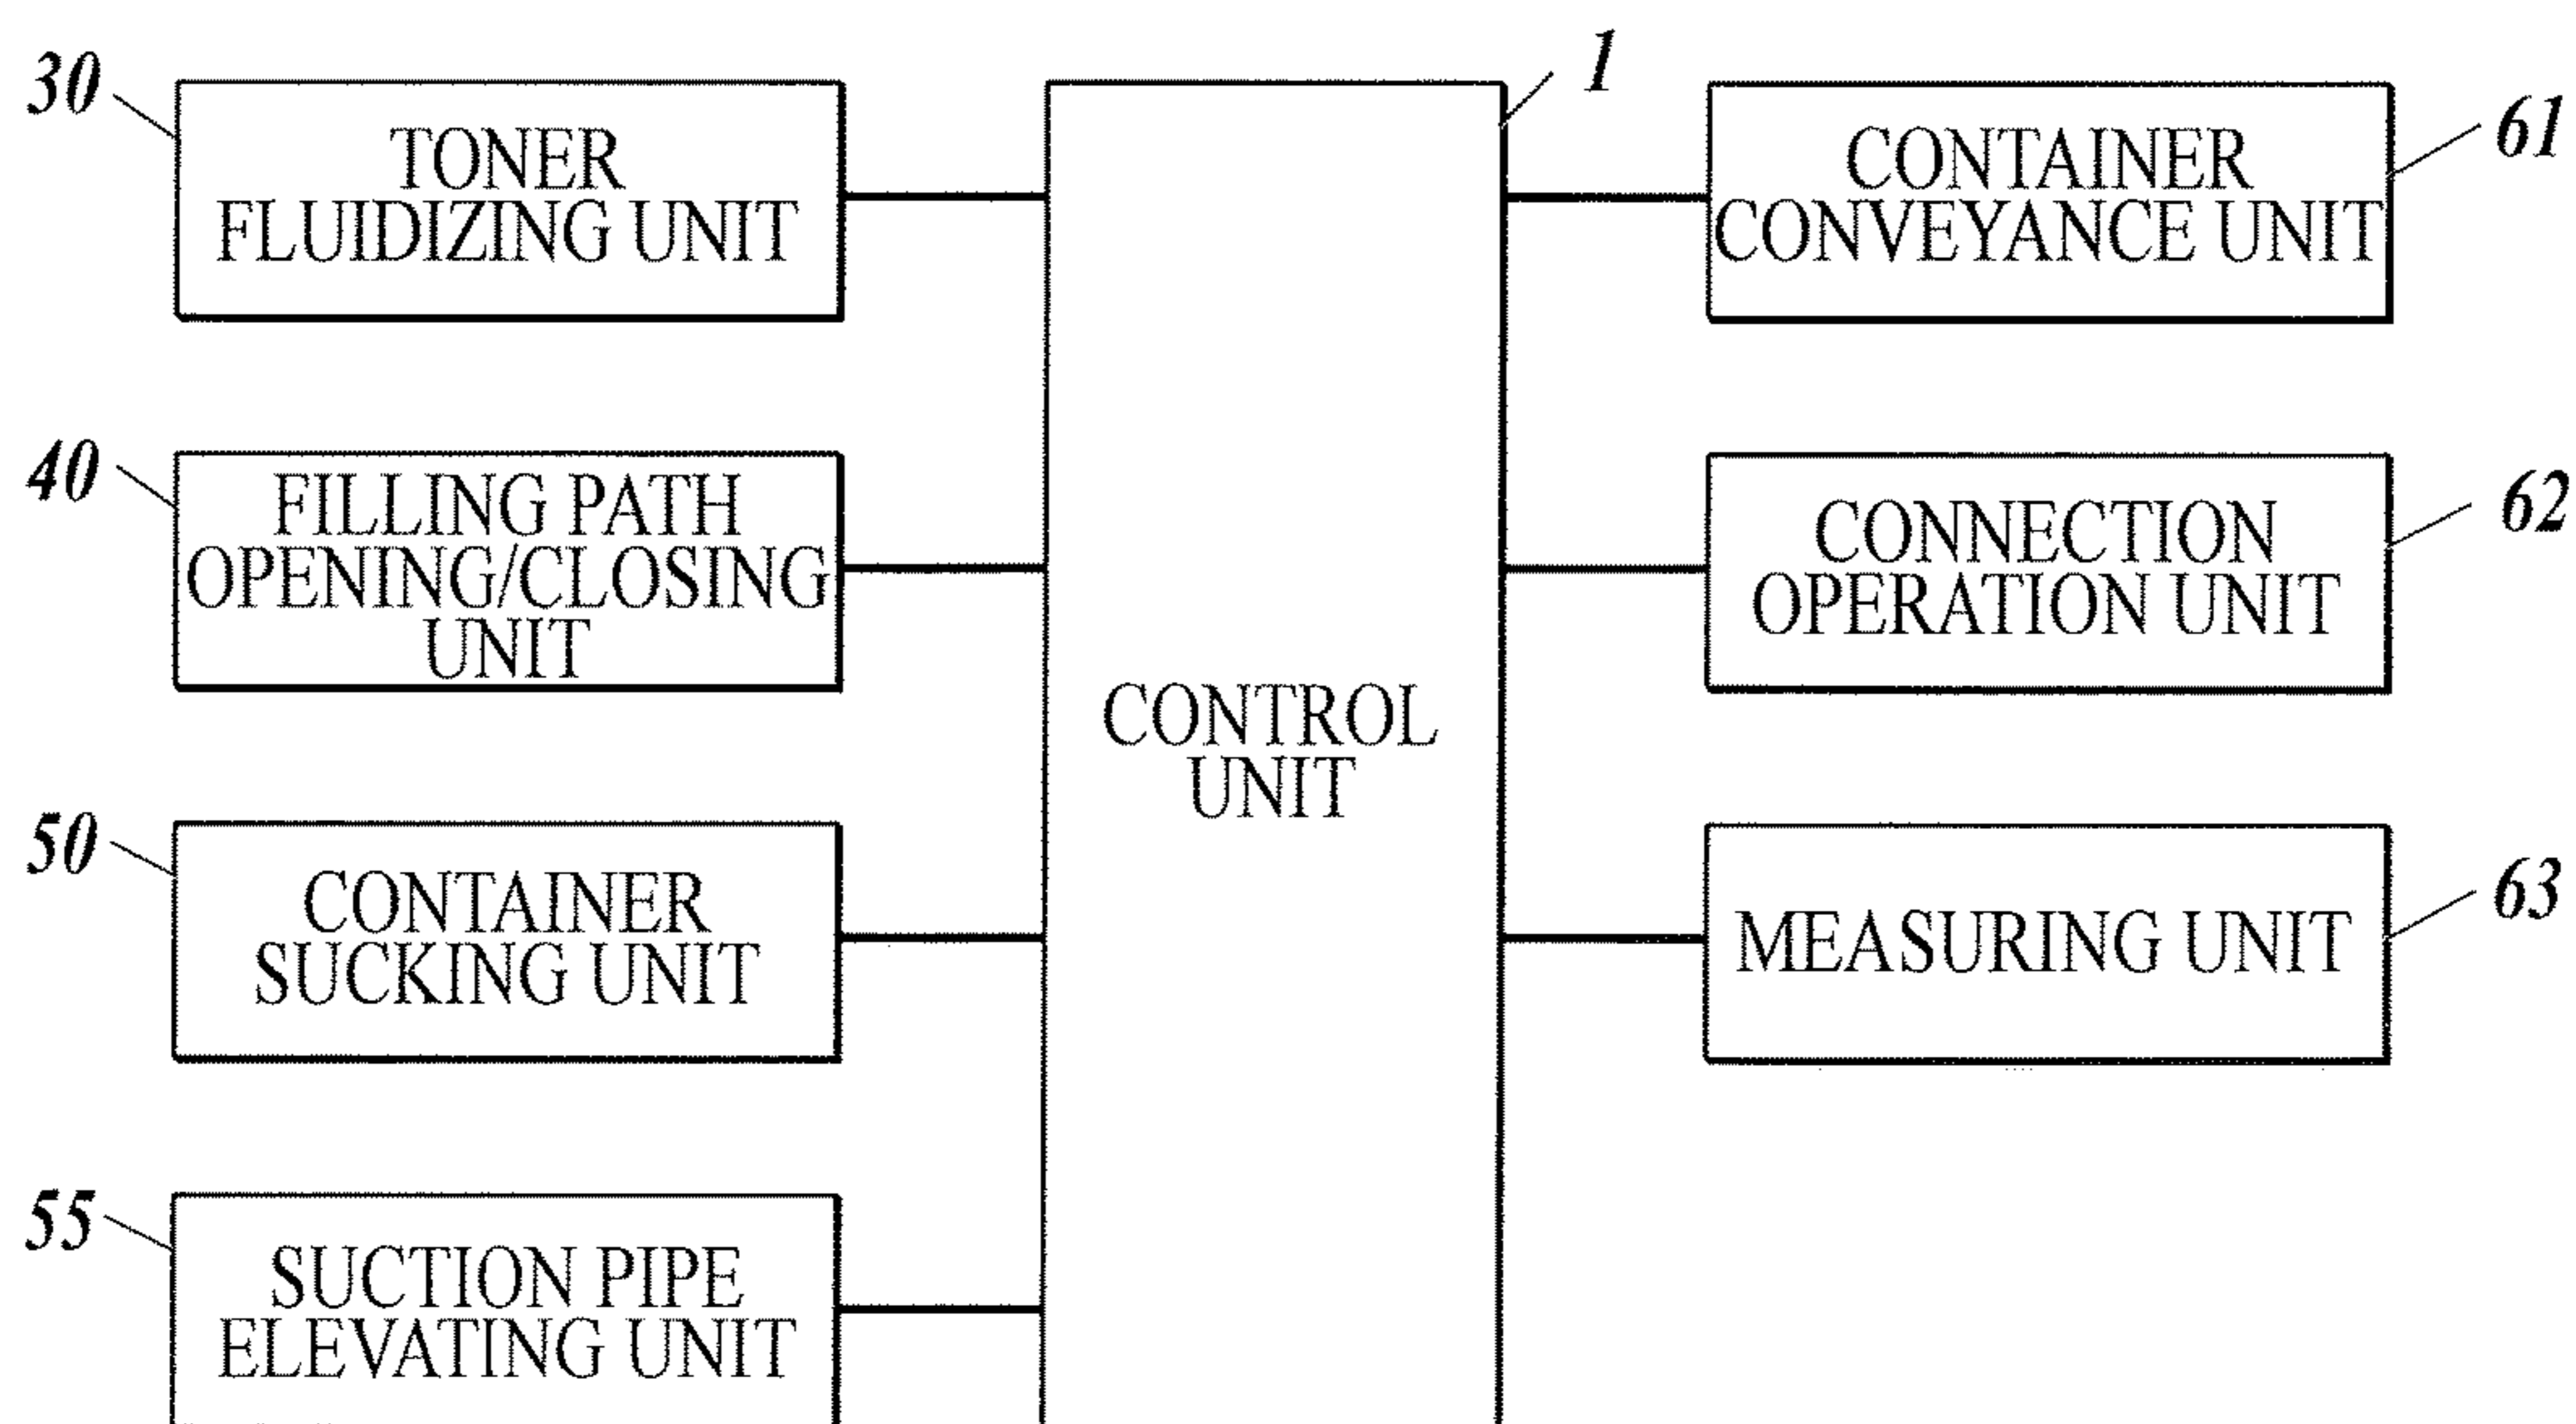 30
TONER
FLUIDIZING UNIT
40
FILLING PATH
OPENING/CLOSING
UNIT
50
CONTAINER
SUCKING UNIT
55
SUCTION PIPE
ELEVATING UNIT
1
CONTROL
UNIT
61
CONTAINER
CONVEYANCE UNIT
62
CONNECTION
OPERATION UNIT
63
MEASURING UNIT